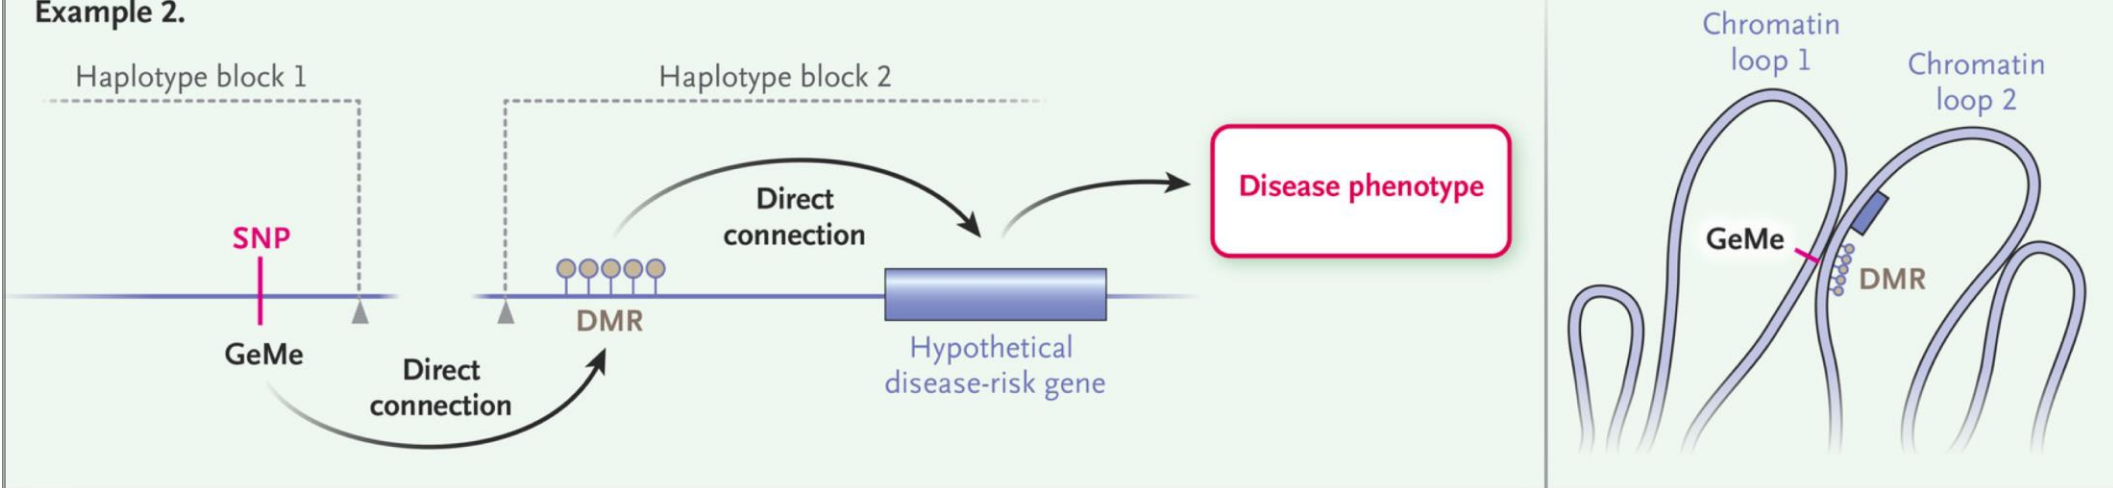 Example 2.
Haplotype block 1
Haplotype block 2
SNP
GeMe
Direct
connection
DMR
Direct
connection
Hypothetical
disease-risk gene
Disease phenotype
Chromatin
loop 1
Chromatin
loop 2
GeMe
DMR